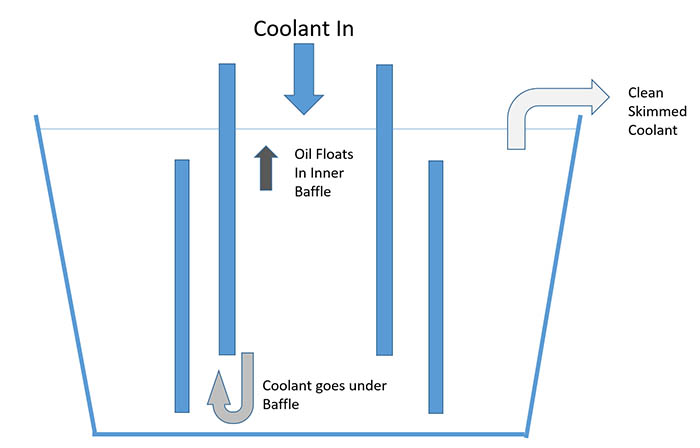 Coolant In
Clean
Skimmed
Coolant
Oil Floats
In Inner
Baffle
Coolant goes under
Baffle